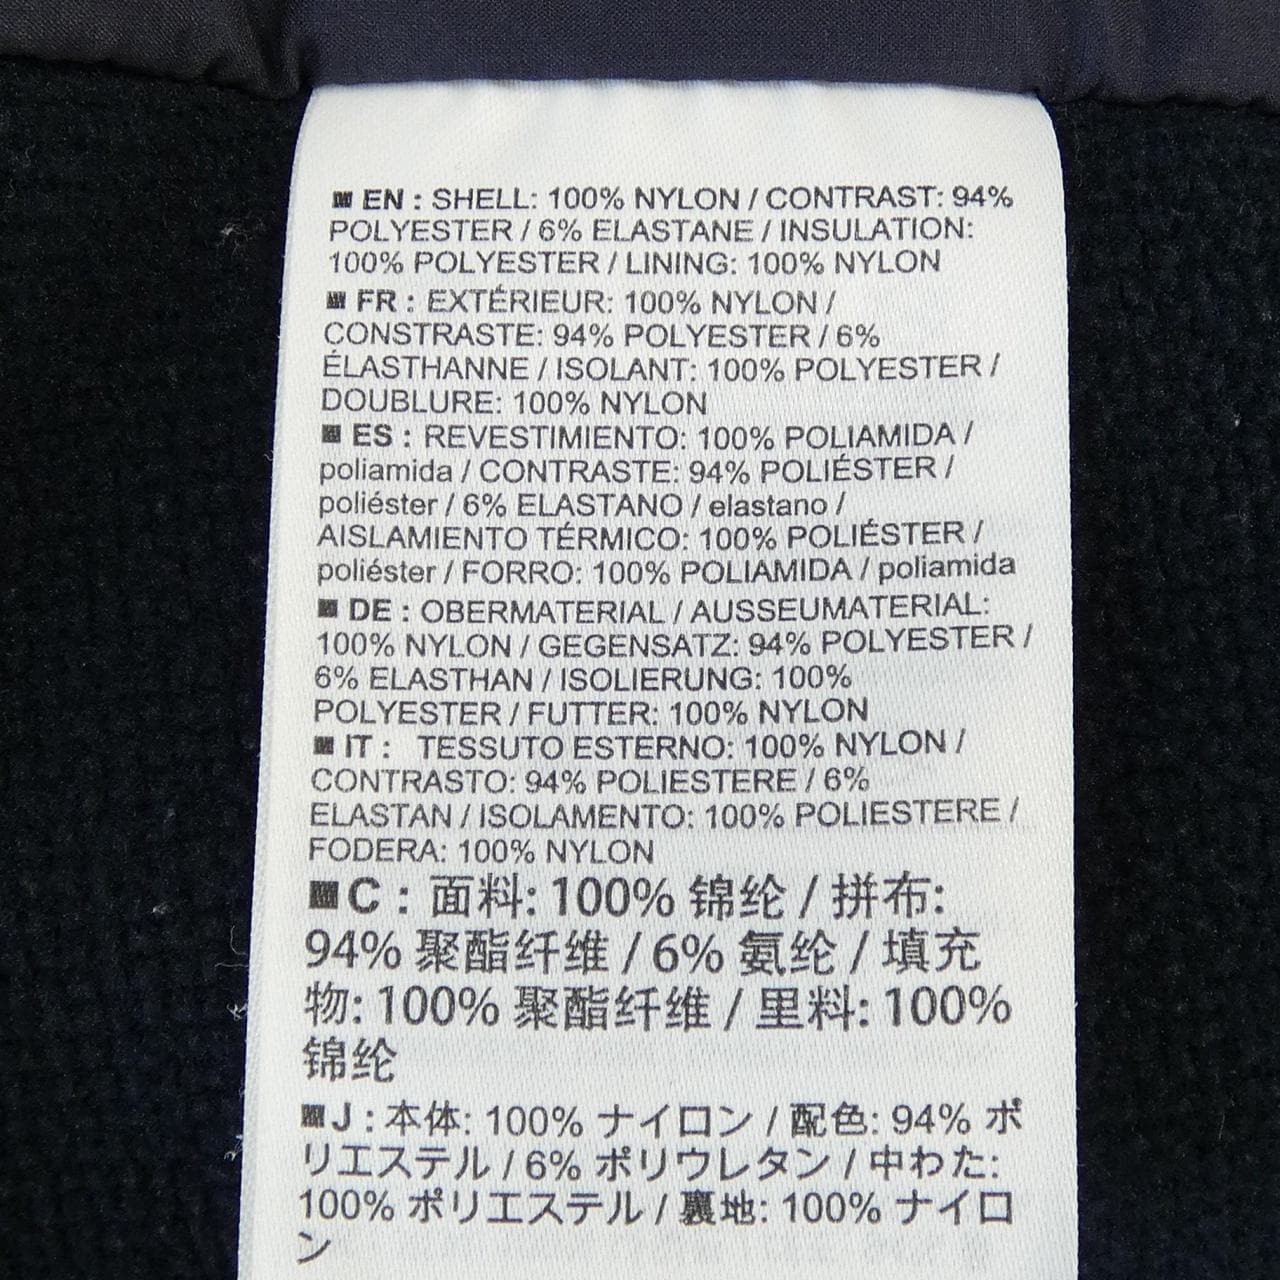 EN : SHELL: 100% NYLON / CONTRAST: 94%
POLYESTER / 6% ELASTANE / INSULATION:
100% POLYESTER / LINING: 100% NYLON
FR : EXTÉRIEUR: 100% NYLON /
CONSTRASTE: 94% POLYESTER / 6%
ÉLASTHANNE / ISOLANT: 100% POLYESTER /
DOUBLURE: 100% NYLON
ES : REVESTIMIENTO: 100% POLIAMIDA /
poliamida / CONTRASTE: 94% POLIÉSTER /
poliéster / 6% ELASTANO / elastano /
AISLAMIENTO TÉRMICO: 100% POLIÉSTER /
poliéster / FORRO: 100% POLIAMIDA / poliamida
DE : OBERMATERIAL / AUSSEUMATERIAL:
100% NYLON / GEGENSATZ: 94% POLYESTER /
6% ELASTHAN / ISOLIERUNG: 100%
POLYESTER / FUTTER: 100% NYLON
IT : TESSUTO ESTERNO: 100% NYLON /
CONTRASTO: 94% POLIESTERE / 6%
ELASTAN / ISOLAMENTO: 100% POLIESTERE /
FODERA: 100% NYLON
C : 面料: 100% 锦纶 / 拼布:
94% 聚酯纤维 / 6% 氨纶 / 填充
物: 100% 聚酯纤维 / 里料: 100%
锦纶
J : 本体: 100% ナイロン / 配色: 94% ポ
リエステル / 6% ポリウレタン / 中わた:
100% ポリエステル / 裏地: 100% ナイロ
ン